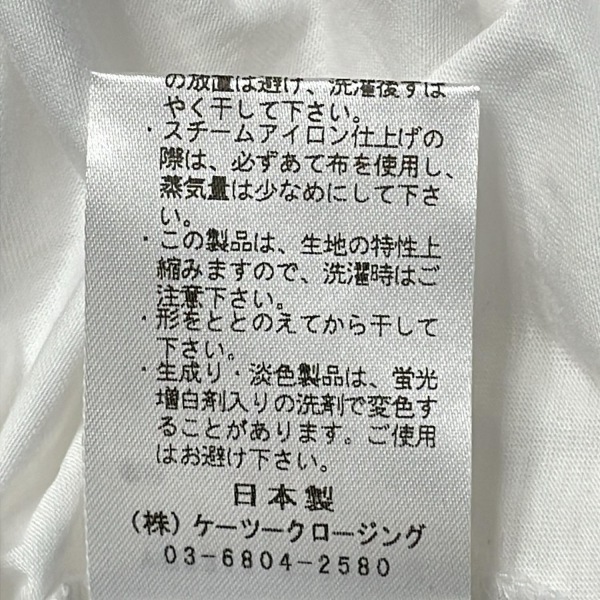 の放置は避け、洗濯後すば
やく干して下さい。
・スチームアイロン仕上げの
際は、必ずあて布を使用し、
蒸気量は少なめにして下さ
い。
・この製品は、生地の特性上
縮みますので、洗濯時はご
注意下さい。
・形をととのえてから干して
下さい。
・生成り・淡色製品は、蛍光
増白剤入りの洗剤で変色す
ることがあります。ご使用
はお避け下さい。
日本製
（株）ケーツークロージング
03-6804-2580